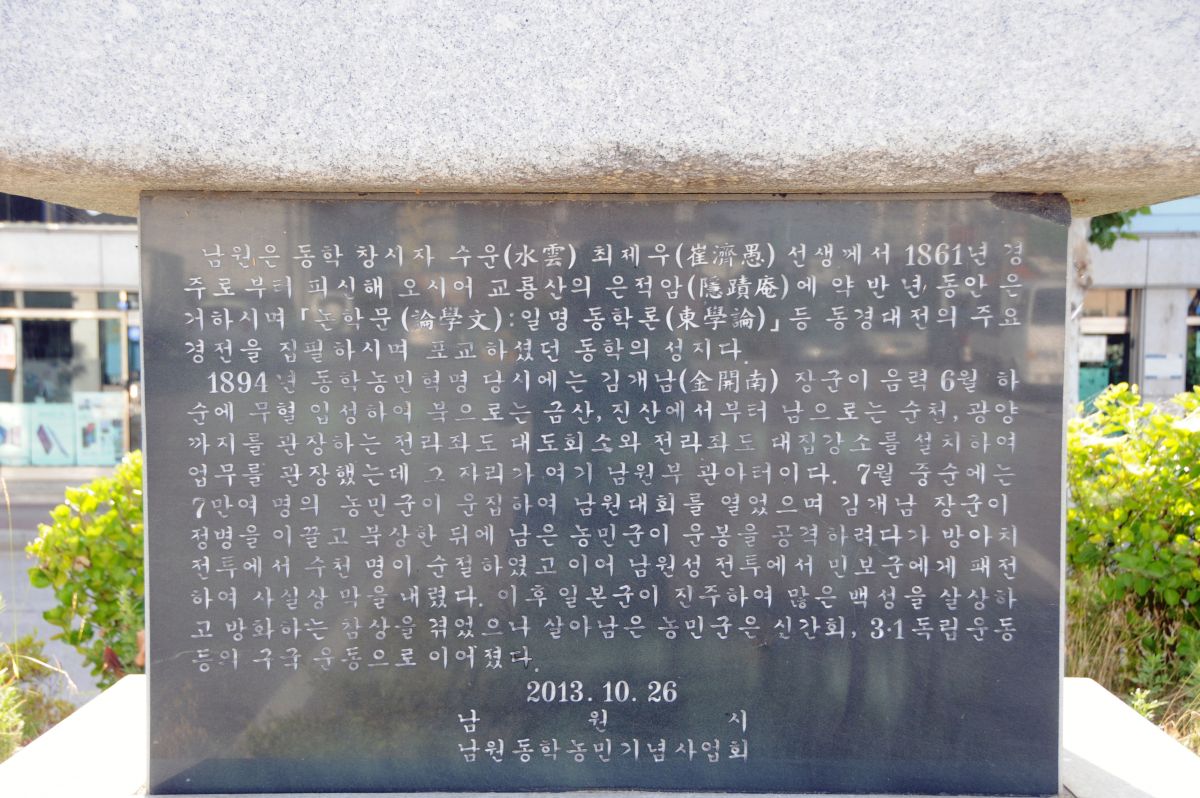 남원은 동학 창시자 수운(水雲) 최제우(崔濟愚) 선생께서 1861년 경
주로부터 피신해 오시어 교룡산의 은적암(隱蹟庵)에 약 반 년 동안 은
거하시며 「논학문(論學文):일명 동학론(東學論)」 등 동경대전의 주요
경전을 집필하시며 포교하셨던 동학의 성지다.
1894년 동학농민혁명 당시에는 김개남(金開南) 장군이 음력 6월 하
순에 무혈 입성하여 북으로는 금산, 진산에서부터 남으로는 순천, 광양
까지를 관장하는 전라좌도 대도회소와 전라좌도 대집강소를 설치하여
업무를 관장했는데 그 자리가 여기 남원부 관아터이다. 7월 중순에는
7만여 명의 농민군이 운집하여 남원대회를 열었으며 김개남 장군이
정병을 이끌고 북상한 뒤에 남은 농민군이 운봉을 공격하려다가 방아치
전투에서 수천 명이 순절하였고 이어 남원성 전투에서 민보군에게 패전
하여 사실상 막을 내렸다. 이후 일본군이 진주하여 많은 백성을 살상하
고 방화하는 참상을 겪었으나 살아남은 농민군은 신간회, 3·1 독립운동
등의 구국 운동으로 이어졌다.
2013. 10. 26
남 원 시
남원동학농민기념사업회